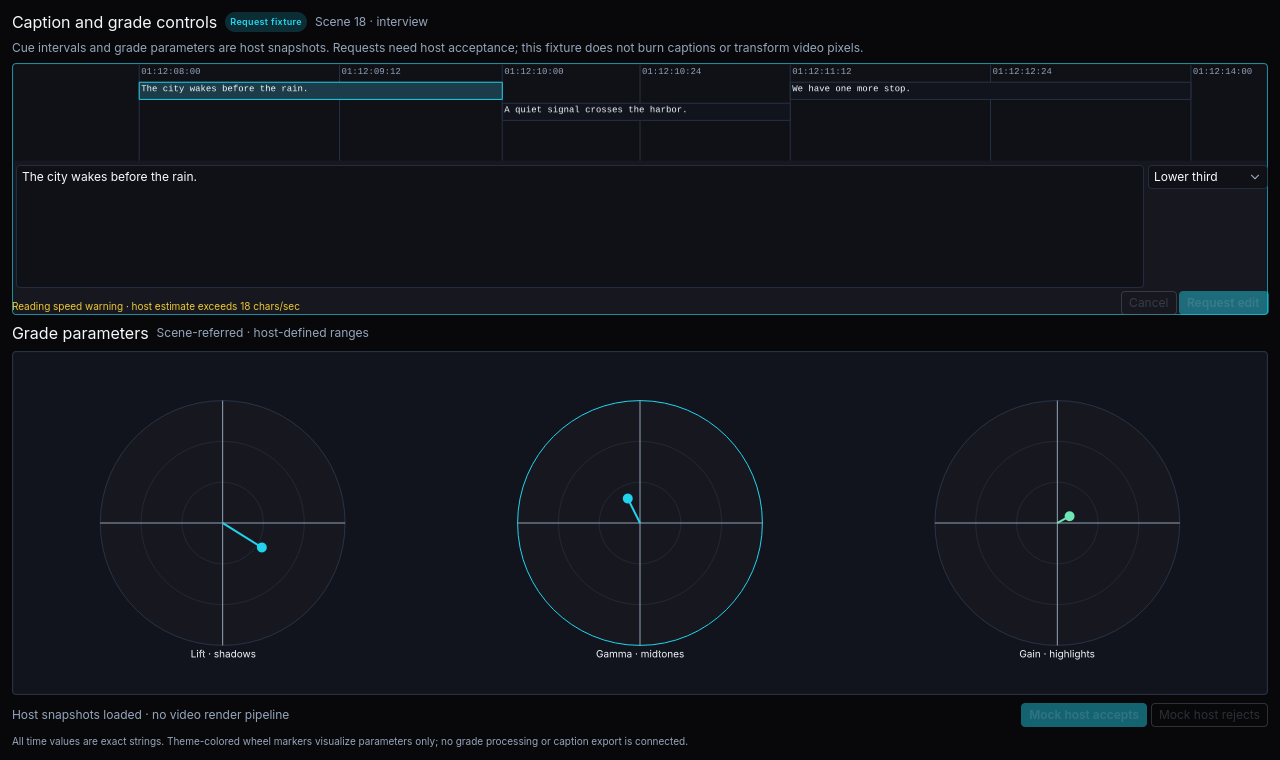 Caption and grade controls Request fixture Scene 18 · interview
Cue intervals and grade parameters are host snapshots. Requests need host acceptance; this fixture does not burn captions or transform video pixels.
01:12:08:00 01:12:09:12 01:12:10:00 01:12:10:24 01:12:11:12 01:12:12:24 01:12:14:00
The city wakes before the rain. We have one more stop.
A quiet signal crosses the harbor.
The city wakes before the rain. Lower third
Reading speed warning · host estimate exceeds 18 chars/sec Cancel Request edit
Grade parameters Scene-referred · host-defined ranges
Lift · shadows Gamma · midtones Gain · highlights
Host snapshots loaded · no video render pipeline Mock host accepts Mock host rejects
All time values are exact strings. Theme-colored wheel markers visualize parameters only; no grade processing or caption export is connected.